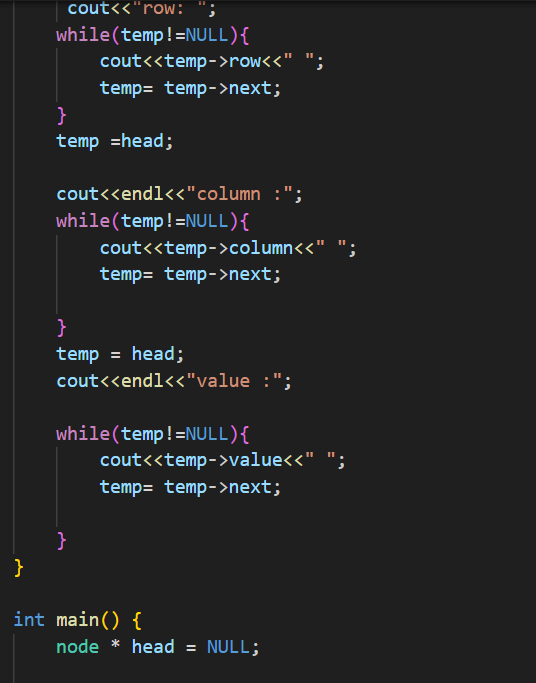 cout<<"row: ";
while(temp!=NULL){
cout<<temp->row<<" ";
temp= temp->next;
}
temp =head;
cout<<endl<<"column :";
while(temp!=NULL){
cout<<temp->column<<" ";
temp= temp->next;
}
temp = head;
cout<<endl<<"value :";
while(temp!=NULL){
cout<<temp->value<<" ";
temp= temp->next;
}
}
int main() {
node * head = NULL;